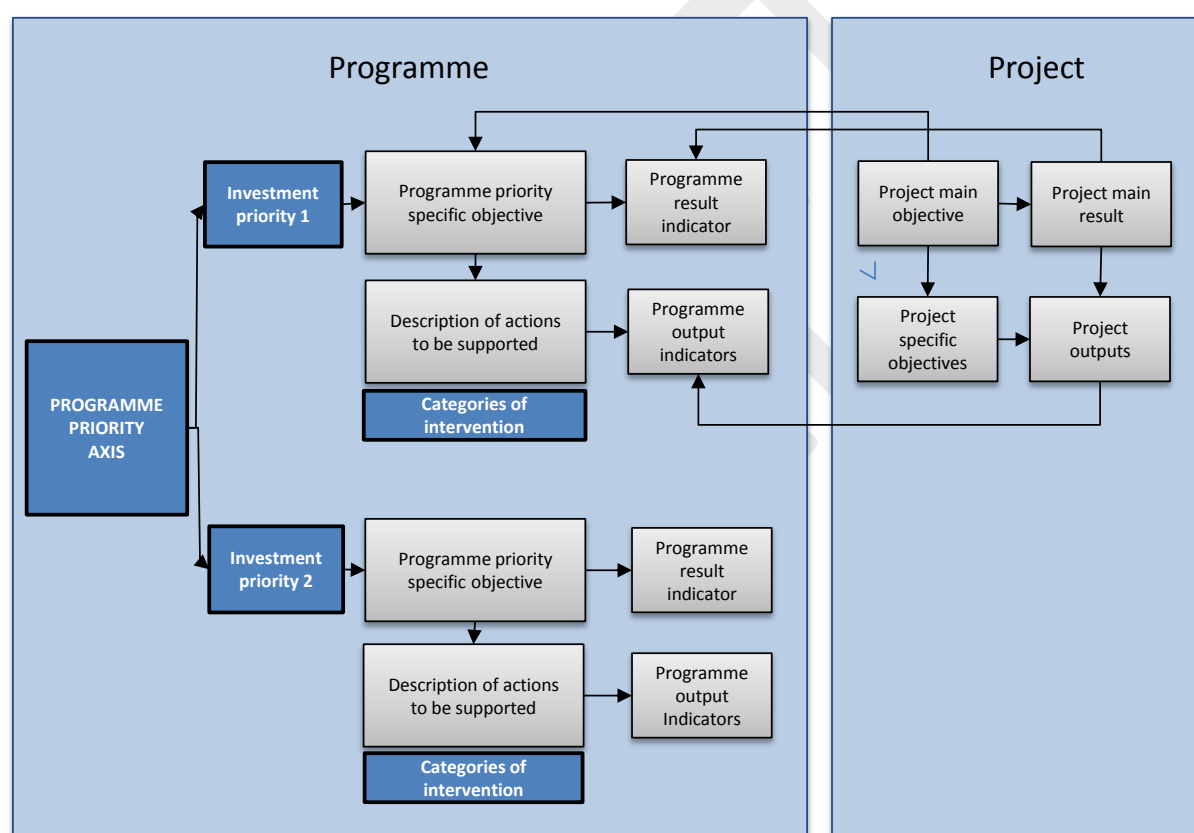 Programme
Project
Investment
priority 1
Programme priority
specific objective
Programme
result
indicator
Project main
objective
Project main
result
Description of actions
to be supported
Programme
output
indicators
Project
specific
objectives
Project
outputs
Categories of
intervention
PROGRAMME
PRIORITY
AXIS
Investment
priority 2
Programme priority
specific objective
Programme
result
indicator
Description of actions
to be supported
Programme
output
Indicators
Categories of
intervention